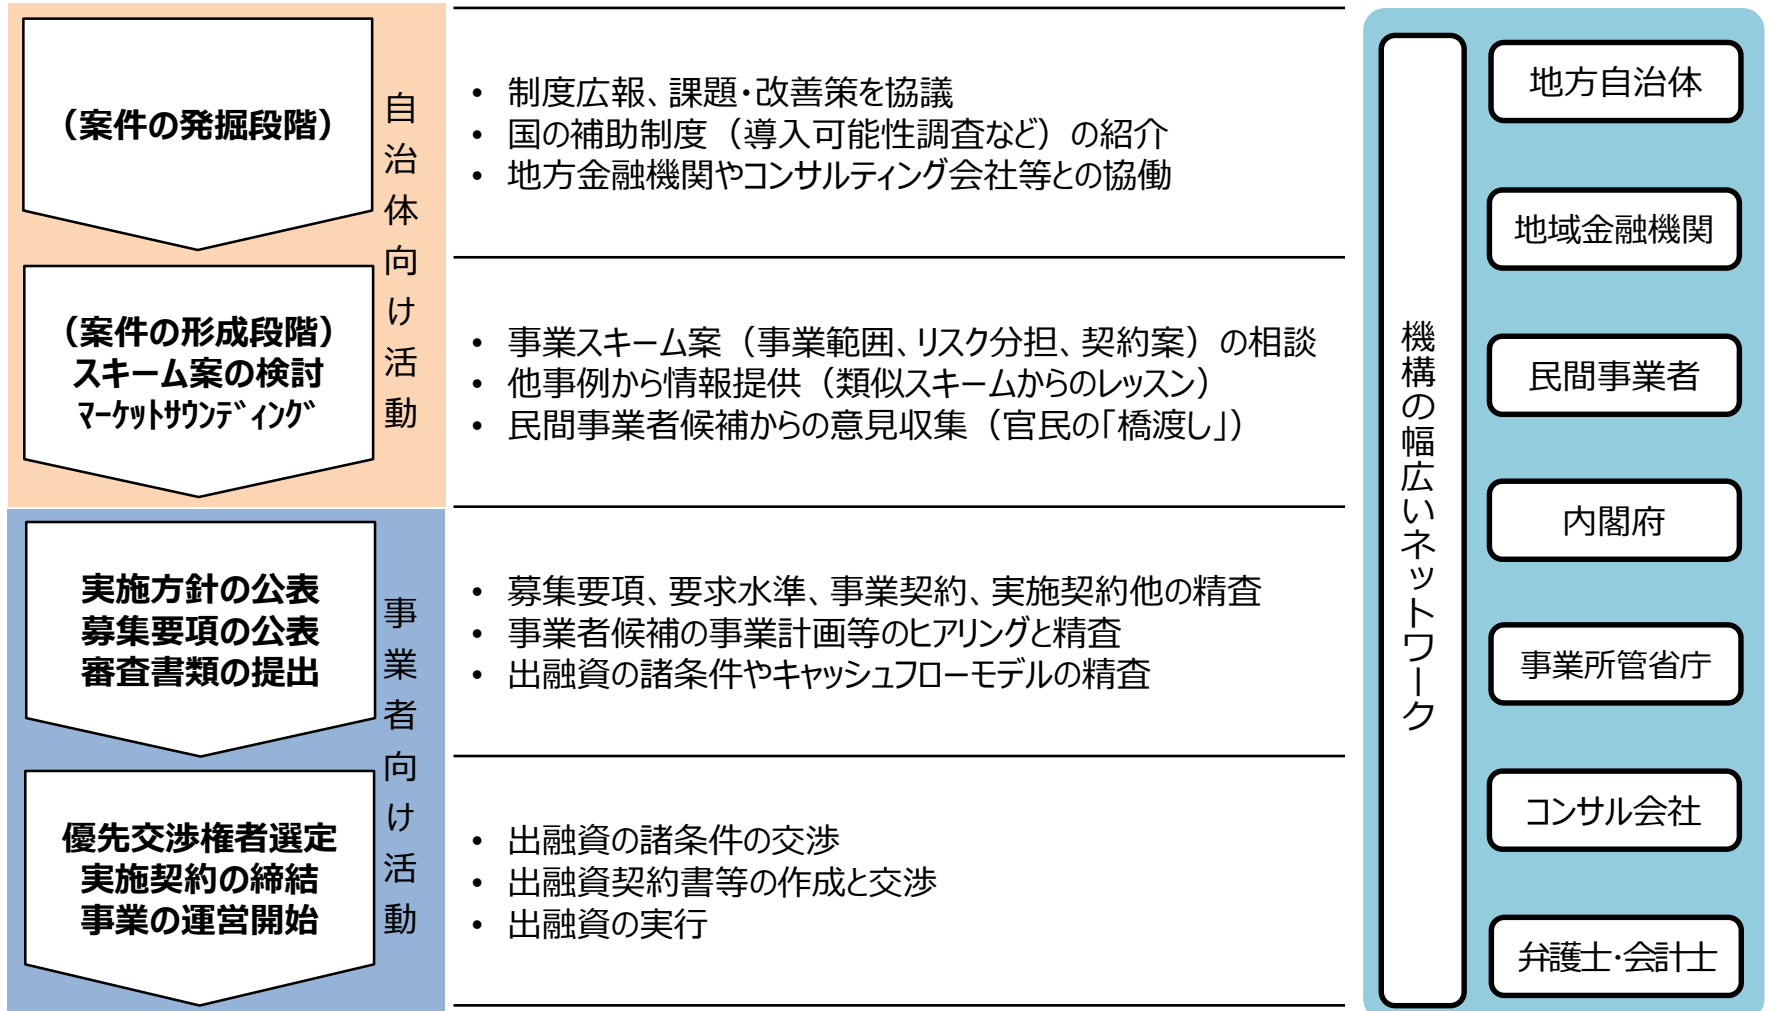 (案件の発掘段階)
自治体向け活動
・制度広報、課題・改善策を協議
・国の補助制度(導入可能性調査など)の紹介
・地方金融機関やコンサルティング会社等との協働
(案件の形成段階)
スキーム案の検討
マーケットサウンディング
・事業スキーム案(事業範囲、リスク分担、契約案)の相談
・他事例から情報提供(類似スキームからのレッスン)
・民間事業者候補からの意見収集(官民の「橋渡し」)
実施方針の公表
募集要項の公表
審査書類の提出
事業者向け活動
・募集要項、要求水準、事業契約、実施契約他の精査
・事業者候補の事業計画等のヒアリングと精査
・出融資の諸条件やキャッシュフローモデルの精査
優先交渉権者選定
実施契約の締結
事業の運営開始
・出融資の諸条件の交渉
・出融資契約書等の作成と交渉
・出融資の実行
機構の幅広いネットワーク
地方自治体
地域金融機関
民間事業者
内閣府
事業所管省庁
コンサル会社
弁護士・会計士